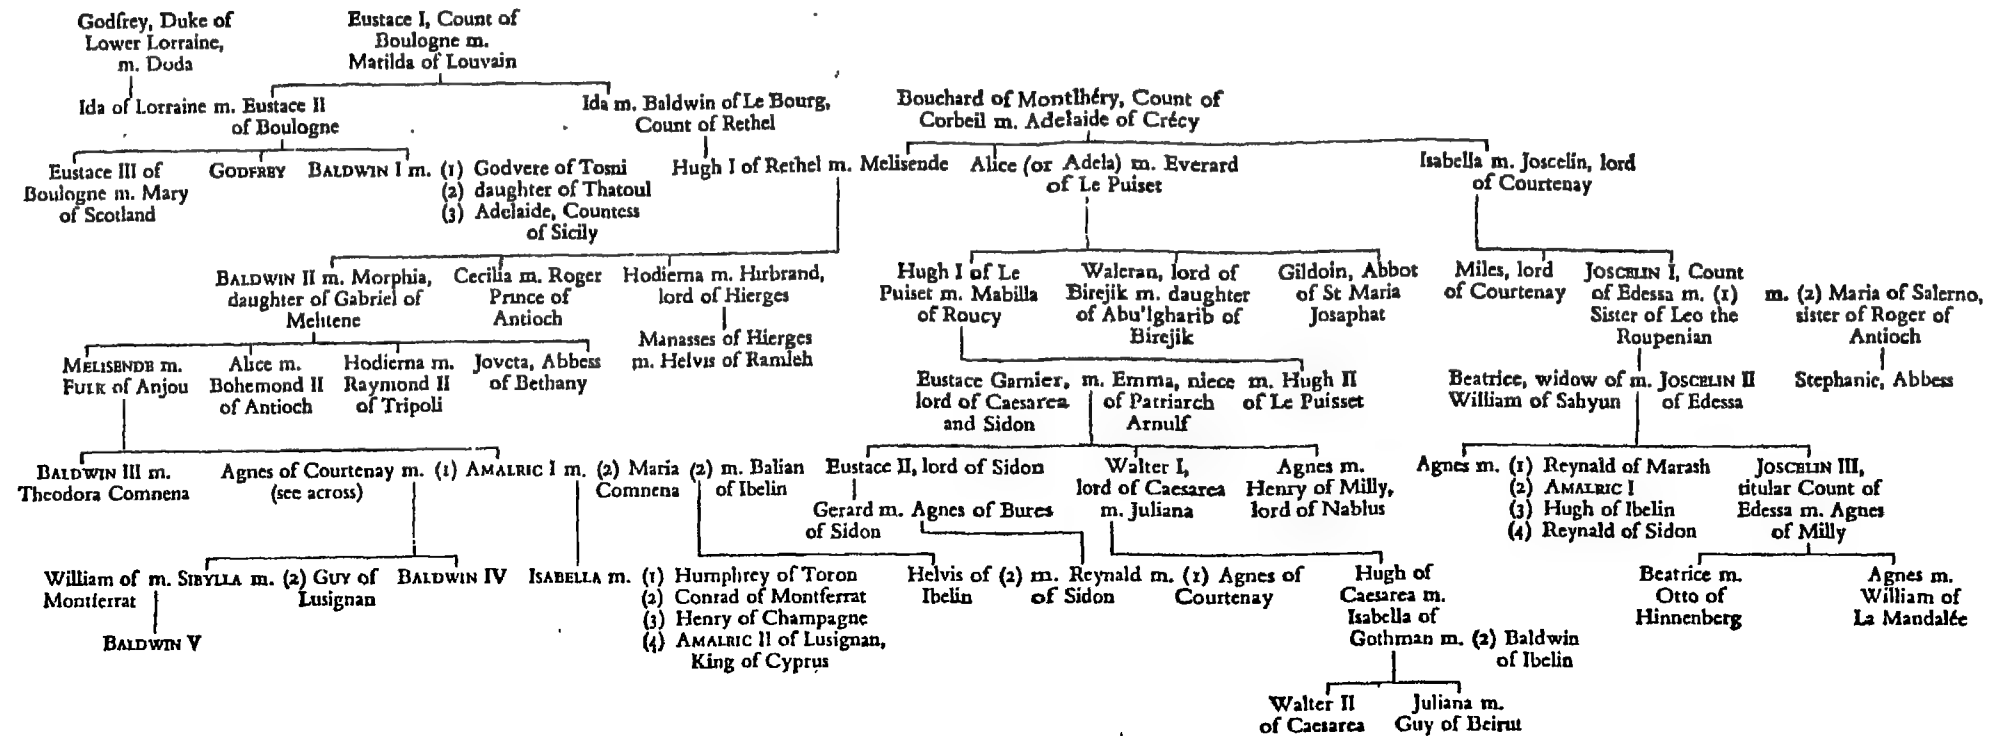 Godfrey, Duke of
Lower Lorraine,
m. Doda
Eustace I, Count of
Boulogne m.
Matilda of Louvain
Ida of Lorraine m. Eustace II
of Boulogne
Ida m. Baldwin of Le Bourg,
Count of Rethel
Bouchard of Montlhéry, Count of
Corbeil m. Adelaide of Crécy
Eustace III of
Boulogne m. Mary
of Scotland
GODFREY
BALDWIN I m. (1) Godvere of Tosni
(2) daughter of Thatoul
(3) Adelaide, Countess
of Sicily
Hugh I of Rethel m. Melisende
Alice (or Adela) m. Everard
of Le Puiset
Isabella m. Joscelin, lord
of Courtenay
BALDWIN II m. Morphia,
daughter of Gabriel of
Melitene
Cecilia m. Roger
Prince of
Antioch
Hodierna m. Hirbrand,
lord of Hierges
Manasses of Hierges
m. Helvis of Ramleh
Hugh I of Le
Puiset m. Mabilla
of Roucy
Waleran, lord of
Birejik m. daughter
of Abu'lgharib of
Birejik
Gildoin, Abbot
of St Maria
Josaphat
Miles, lord
of Courtenay
JOSCELIN I, Count
of Edessa m. (1)
Sister of Leo the
Roupenian
m. (2) Maria of Salerno,
sister of Roger of
Antioch
MELISENDE m.
FULK of Anjou
Alice m.
Bohemond II
of Antioch
Hodierna m.
Raymond II
of Tripoli
Joveta, Abbess
of Bethany
Eustace Garnier,
lord of Caesarea
and Sidon
m. Emma, niece
of Patriarch
Arnulf
m. Hugh II
of Le Puisset
Beatrice, widow of m. JOSCELIN II
William of Sahyun of Edessa
Stephanie, Abbess
BALDWIN III m.
Theodora Comnena
Agnes of Courtenay m. (1) AMALRIC I m. (2) Maria (2) m. Balian
(see across) Comnena of Ibelin
Eustace II, lord of Sidon
Gerard m. Agnes of Bures
of Sidon
Walter I,
lord of Caesarea
m. Juliana
Agnes m.
Henry of Milly,
lord of Nablus
Agnes m. (1) Reynald of Marash
(2) AMALRIC I
(3) Hugh of Ibelin
(4) Reynald of Sidon
JOSCELIN III,
titular Count of
Edessa m. Agnes
of Milly
William of m. SIBYLLA m. (2) GUY of
Montferrat Lusignan
BALDWIN IV
BALDWIN V
ISABELLA m. (1) Humphrey of Toron
(2) Conrad of Montferrat
(3) Henry of Champagne
(4) AMALRIC II of Lusignan,
King of Cyprus
Helvis of (2) m. Reynald m. (1) Agnes of
Ibelin of Sidon Courtenay
Hugh of
Caesarea m.
Isabella of
Gothman m. (2) Baldwin
of Ibelin
Beatrice m.
Otto of
Hinnenberg
Agnes m.
William of
La Mandalée
Walter II
of Caesarea
Juliana m.
Guy of Beirut